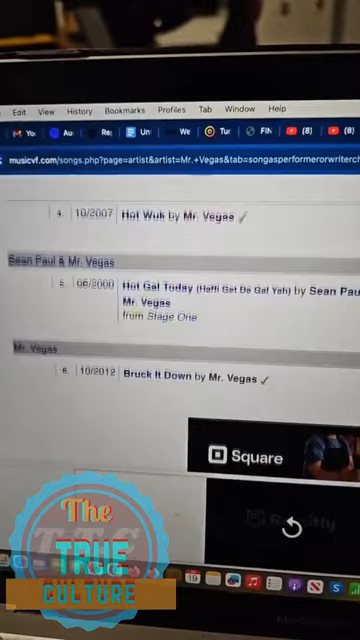 Edit View History Bookmarks Profiles Tab Window Help
musicvf.com/songs.php?page=artist&artist=Mr.+Vegas&tab=songasperformerorwriterch
4. 10/2007 Hot Wuk by Mr. Vegas ✓
Sean Paul & Mr. Vegas
5. 06/2000 Hot Gal Today (Haffi Get De Gal Yah) by Sean Pau
Mr. Vegas
from Stage One
Mr. Vegas
6. 10/2012 Bruck It Down by Mr. Vegas ✓
Square
The
TRUE
CULTURE
19